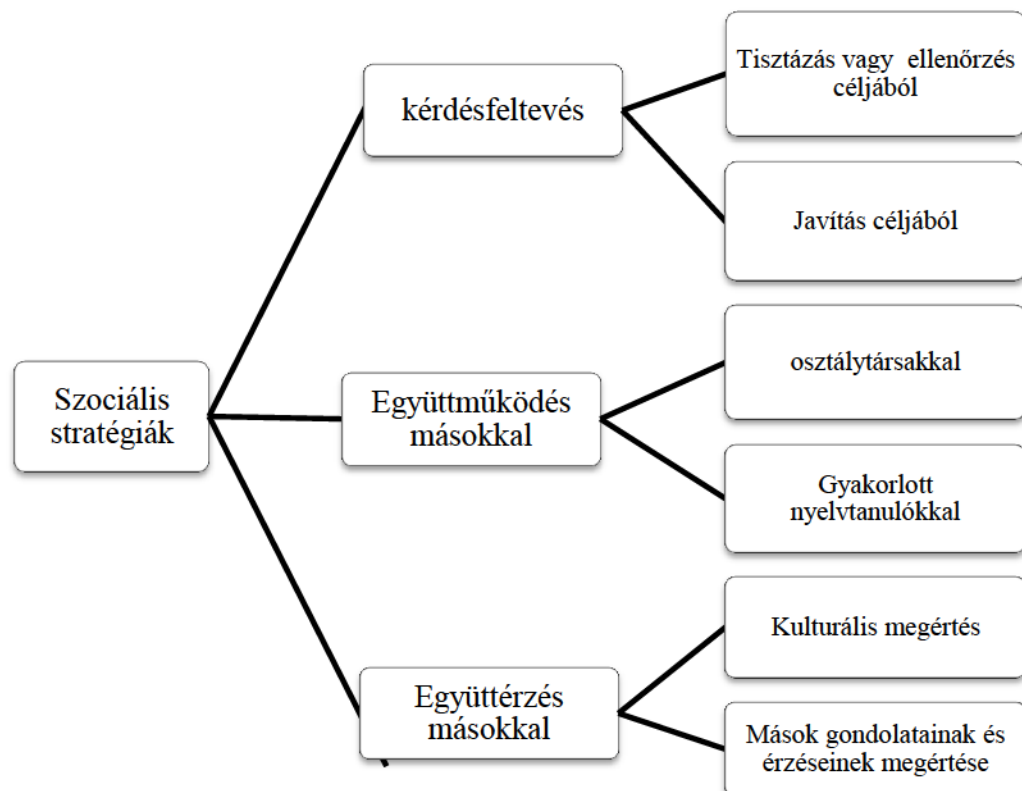 Szociális
stratégiák
kérdésfeltevés
Tisztázás vagy ellenőrzés
céljából
Javítás céljából
Együttműködés
másokkal
osztálytársakkal
Gyakorlott
nyelvtanulókkal
Együttérzés
másokkal
Kulturális megértés
Mások gondolatainak és
érzéseinek megértése